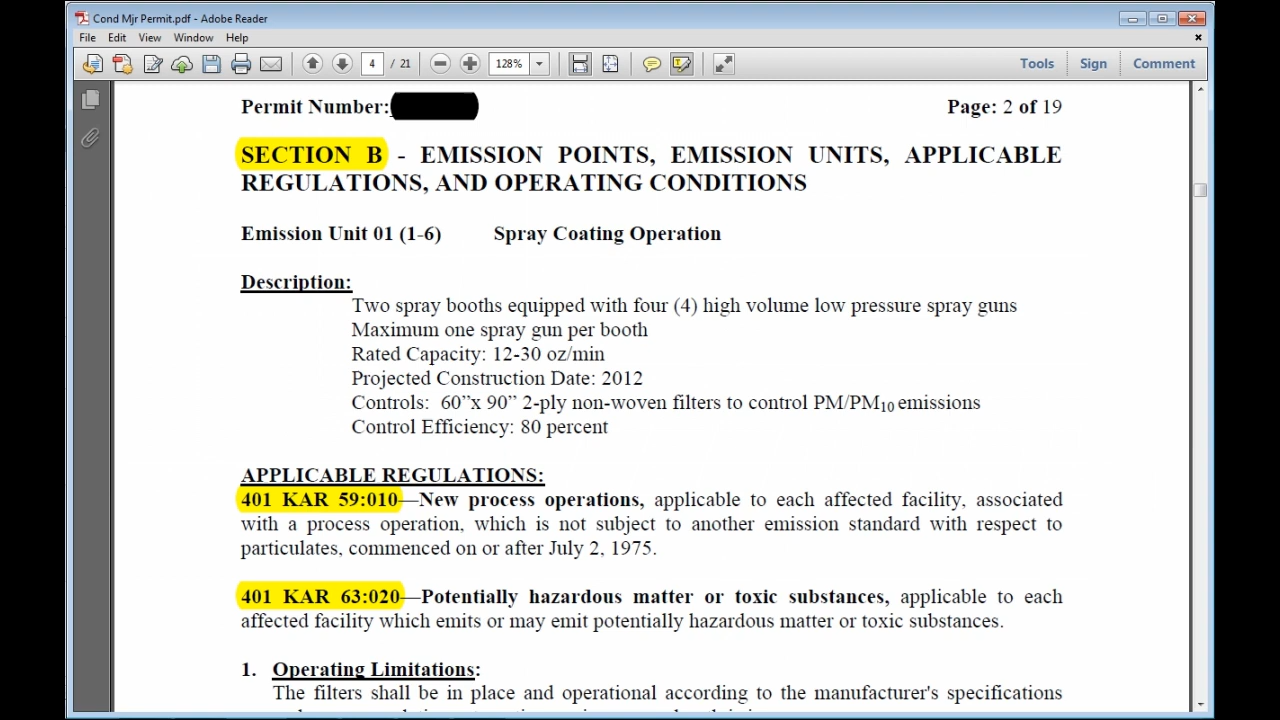 Cond Mjr Permit.pdf - Adobe Reader
File Edit View Window Help
4 / 21 128% Tools Sign Comment
Permit Number: Page: 2 of 19
SECTION B - EMISSION POINTS, EMISSION UNITS, APPLICABLE
REGULATIONS, AND OPERATING CONDITIONS
Emission Unit 01 (1-6) Spray Coating Operation
Description:
Two spray booths equipped with four (4) high volume low pressure spray guns
Maximum one spray gun per booth
Rated Capacity: 12-30 oz/min
Projected Construction Date: 2012
Controls: 60”x 90” 2-ply non-woven filters to control PM/PM10 emissions
Control Efficiency: 80 percent
APPLICABLE REGULATIONS:
401 KAR 59:010—New process operations, applicable to each affected facility, associated
with a process operation, which is not subject to another emission standard with respect to
particulates, commenced on or after July 2, 1975.
401 KAR 63:020—Potentially hazardous matter or toxic substances, applicable to each
affected facility which emits or may emit potentially hazardous matter or toxic substances.
1. Operating Limitations:
The filters shall be in place and operational according to the manufacturer's specifications